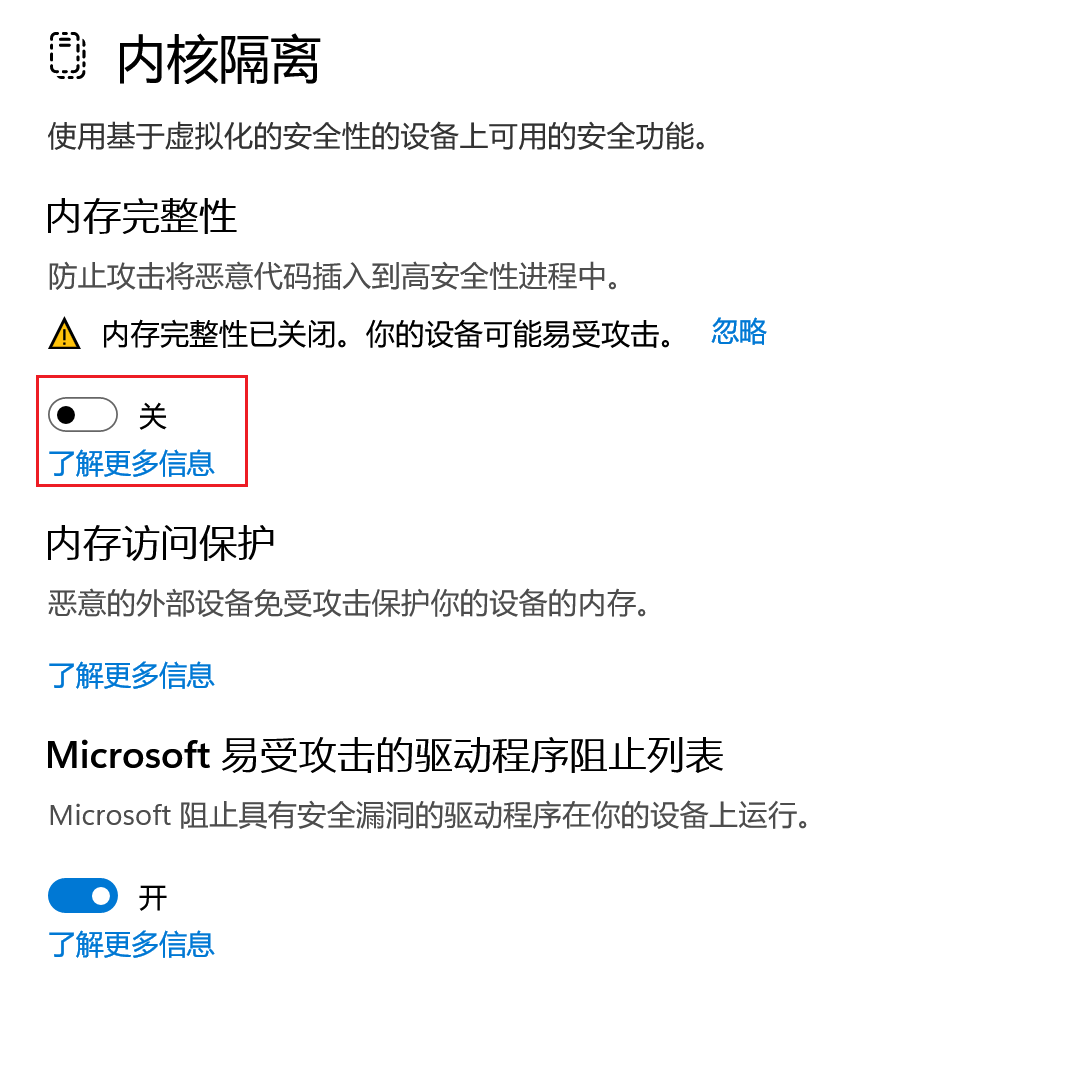 内核隔离
使用基于虚拟化的安全性的设备上可用的安全功能。
内存完整性
防止攻击将恶意代码插入到高安全性进程中。
内存完整性已关闭。你的设备可能易受攻击。 忽略
关
了解更多信息
内存访问保护
恶意的外部设备免受攻击保护你的设备的内存。
了解更多信息
Microsoft 易受攻击的驱动程序阻止列表
Microsoft 阻止具有安全漏洞的驱动程序在你的设备上运行。
开
了解更多信息